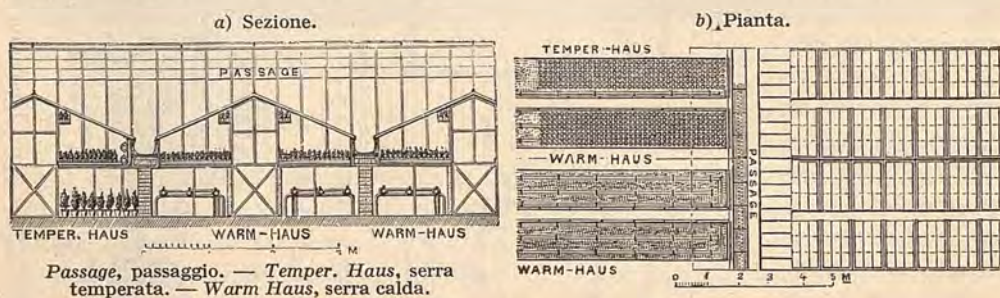 a) Sezione.
PASSAGE
TEMPER. HAUS WARM-HAUS WARM-HAUS
M
Passage, passaggio. — Temper. Haus, serra
temperata. — Warm Haus, serra calda.
b) Pianta.
TEMPER-HAUS
WARM-HAUS
PASSAGE
WARM-HAUS
0 1 2 3 4 5 M